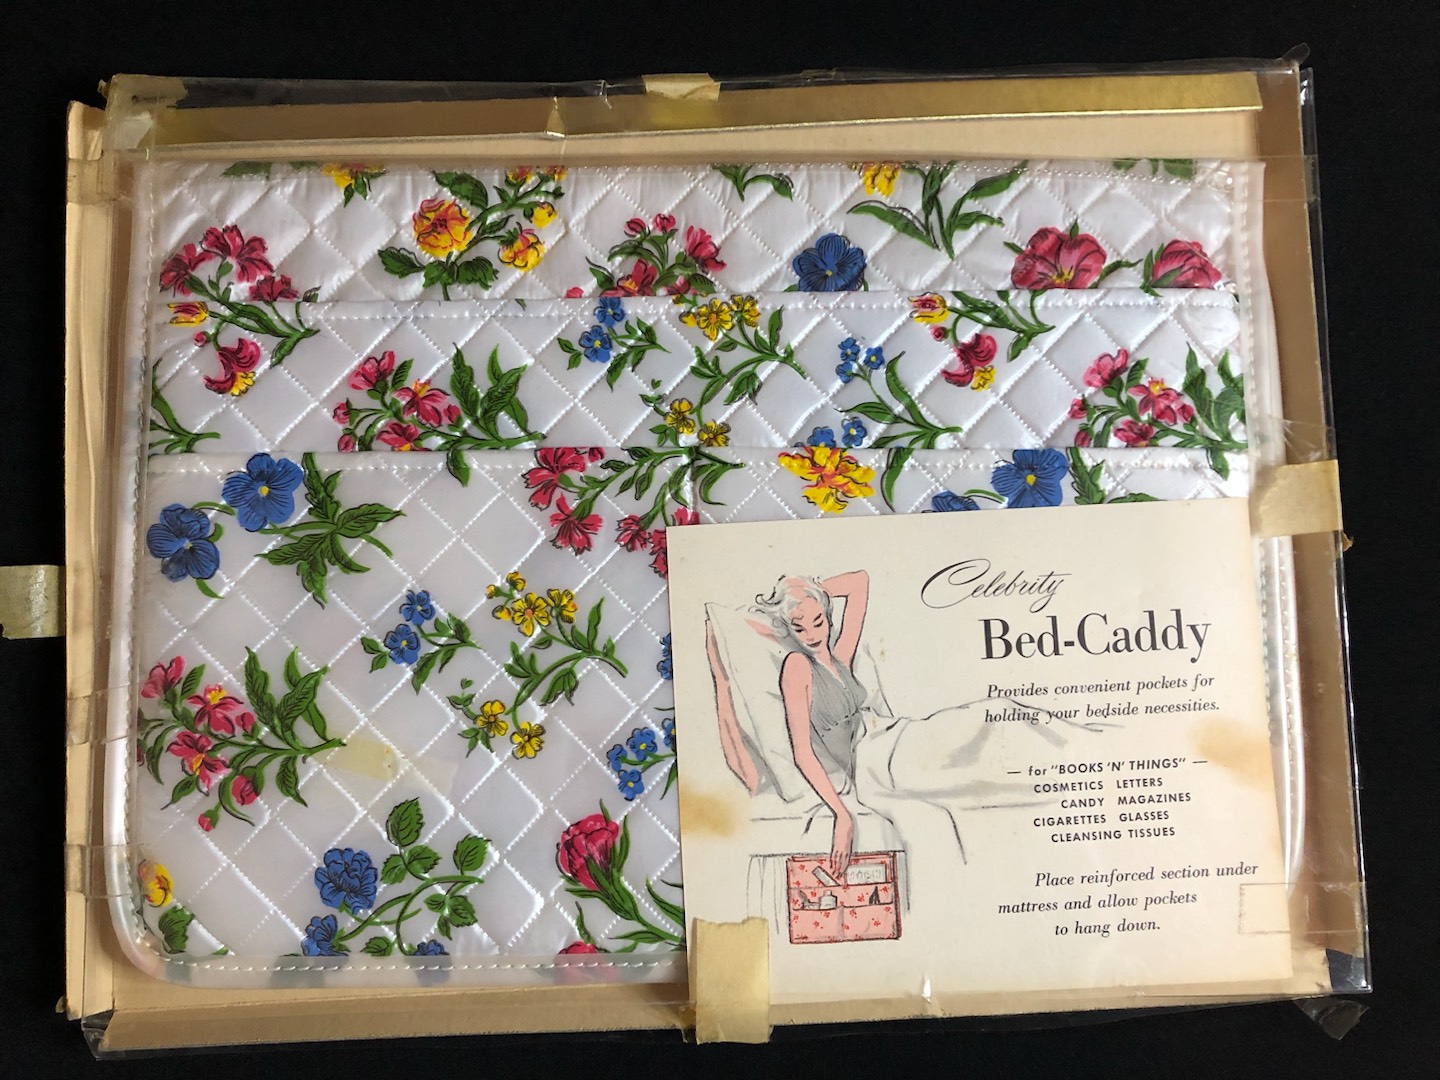 Celebrity
Bed-Caddy
Provides convenient pockets for
holding your bedside necessities.
— for "BOOKS 'N' THINGS" —
COSMETICS LETTERS
CANDY MAGAZINES
CIGARETTES GLASSES
CLEANSING TISSUES
Place reinforced section under
mattress and allow pockets
to hang down.